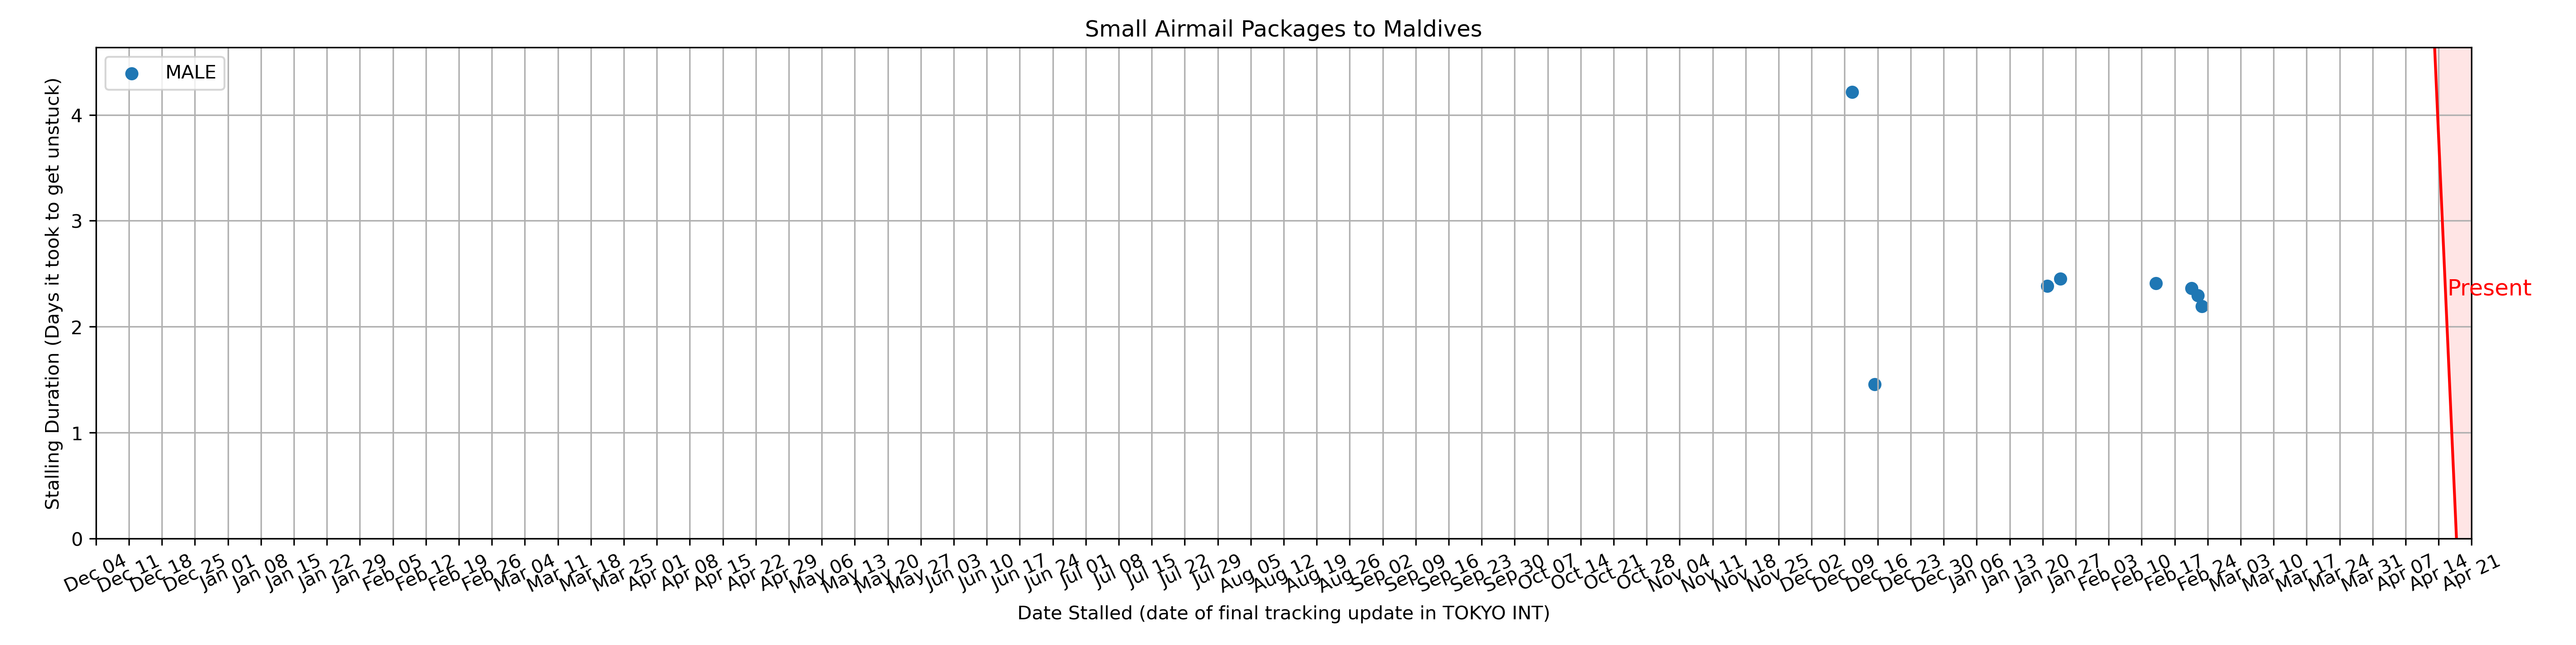 Small Airmail Packages to Maldives
MALE
Stalling Duration (Days it took to get unstuck)
4
3
2
1
0
Present
Dec 04
Dec 11
Dec 18
Dec 25
Jan 01
Jan 08
Jan 15
Jan 22
Jan 29
Feb 05
Feb 12
Feb 19
Feb 26
Mar 04
Mar 11
Mar 18
Mar 25
Apr 01
Apr 08
Apr 15
Apr 22
Apr 29
May 06
May 13
May 20
May 27
Jun 03
Jun 10
Jun 17
Jun 24
Jul 01
Jul 08
Jul 15
Jul 22
Jul 29
Aug 05
Aug 12
Aug 19
Aug 26
Sep 02
Sep 09
Sep 16
Sep 23
Sep 30
Oct 07
Oct 14
Oct 21
Oct 28
Nov 04
Nov 11
Nov 18
Nov 25
Dec 02
Dec 09
Dec 16
Dec 23
Dec 30
Jan 06
Jan 13
Jan 20
Jan 27
Feb 03
Feb 10
Feb 17
Feb 24
Mar 03
Mar 10
Mar 17
Mar 24
Mar 31
Apr 07
Apr 14
Apr 21
Date Stalled (date of final tracking update in TOKYO INT)